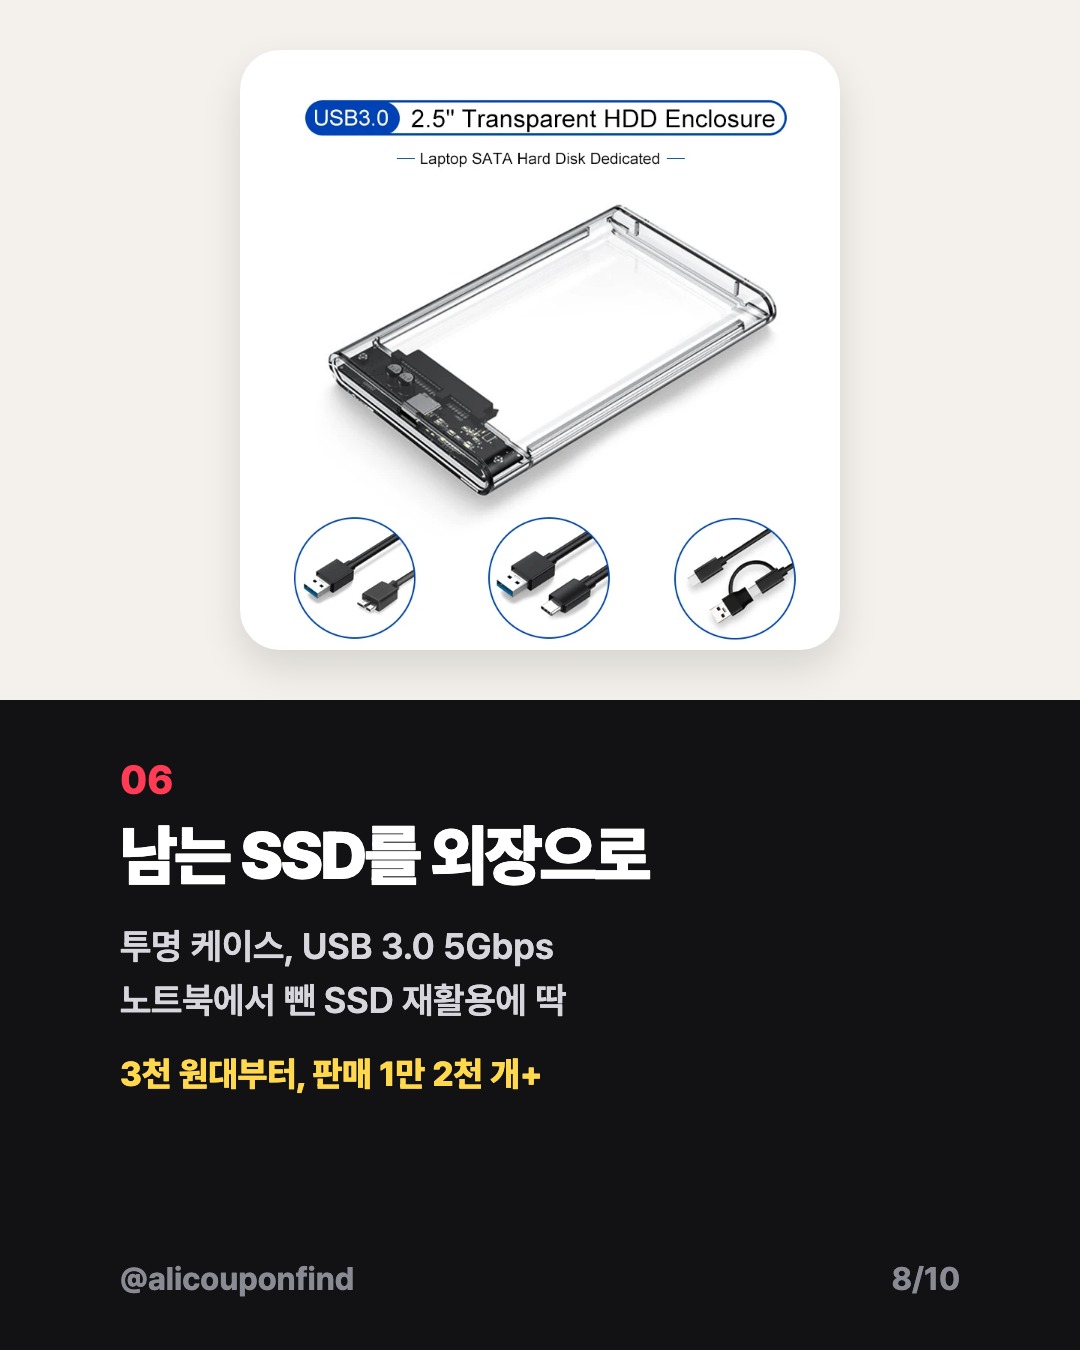 USB3.0 2.5" Transparent HDD Enclosure
Laptop SATA Hard Disk Dedicated
06
남는 SSD를 외장으로
투명 케이스, USB 3.0 5Gbps
노트북에서 뺀 SSD 재활용에 딱
3천 원대부터, 판매 1만 2천 개+
@alicouponfind
8/10